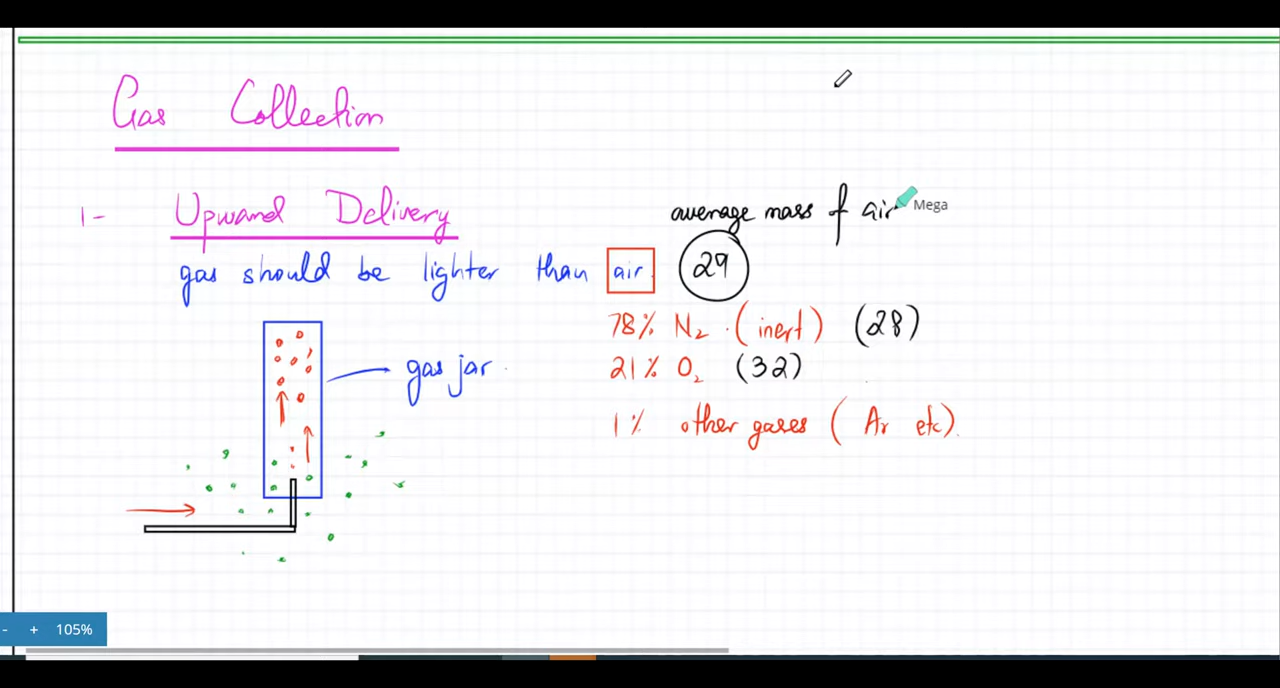 Gas Collection
1- Upward Delivery
average mass of air
Mega
gas should be lighter than air.
29
78% N₂ . (inert) (28)
gas jar.
21% O₂ (32)
1% other gases ( Ar etc).
- + 105%